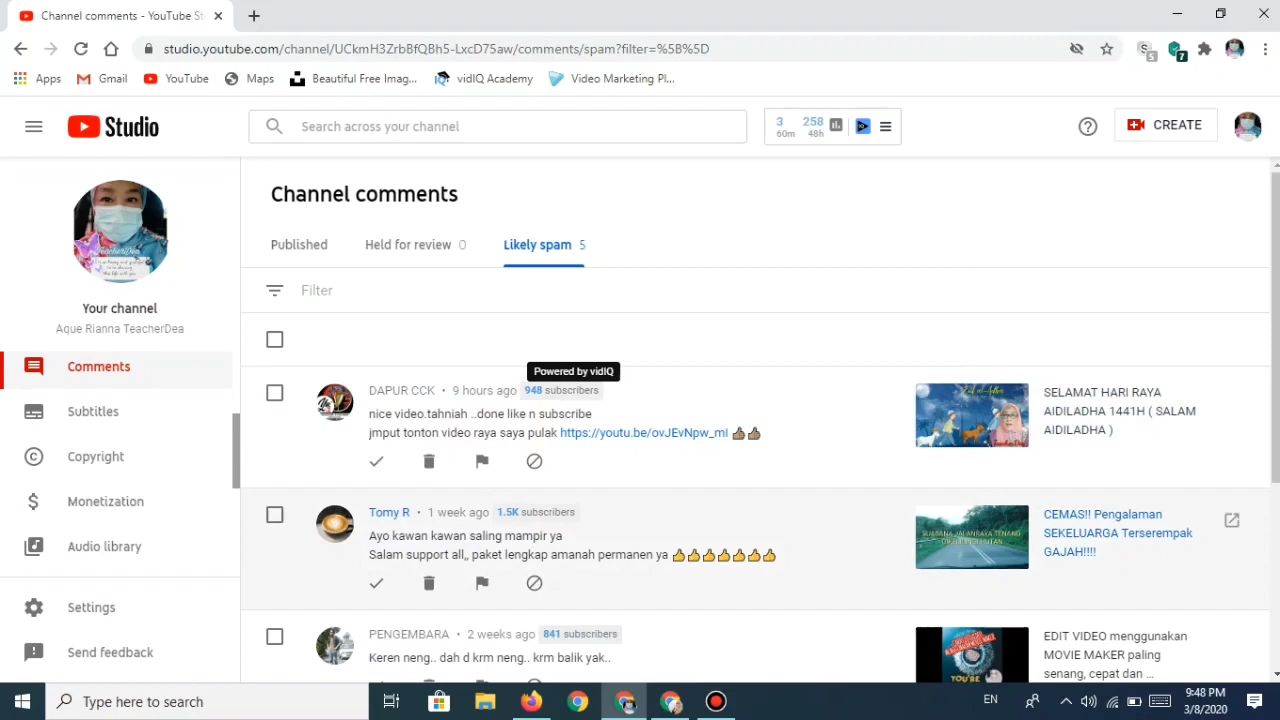 Channel comments - YouTube St
studio.youtube.com/channel/UCkmH3ZrbBfQBh5-LxcD75aw/comments/spam?filter=%5B%5D
5
7
Apps
Gmail
YouTube
Maps
Beautiful Free Imag...
vidIQ Academy
Video Marketing Pl...
Studio
Search across your channel
3
60m
258
48h
CREATE
Your channel
Aque Rianna TeacherDea
Comments
Subtitles
Copyright
Monetization
Audio library
Settings
Send feedback
Channel comments
Published
Held for review 0
Likely spam 5
Filter
Powered by vidIQ
DAPUR CCK • 9 hours ago 948 subscribers
nice video.tahniah ..done like n subscribe
jmput tonton video raya saya pulak https://youtu.be/ovJEvNpw_mI 👍🏽👍🏽
SELAMAT HARI RAYA
AIDILADHA 1441H ( SALAM
AIDILADHA )
Tomy R • 1 week ago 1.5K subscribers
Ayo kawan kawan saling mampir ya
Salam support all,, paket lengkap amanah permanen ya 👍👍👍👍👍👍👍
CEMAS!! Pengalaman
SEKELUARGA Terserempak
GAJAH!!!!
PENGEMBARA • 2 weeks ago 841 subscribers
Keren neng.. dah d krm neng.. krm balik yak..
EDIT VIDEO menggunakan
MOVIE MAKER paling
senang, cepat dan ...
Type here to search
EN
9:48 PM
3/8/2020